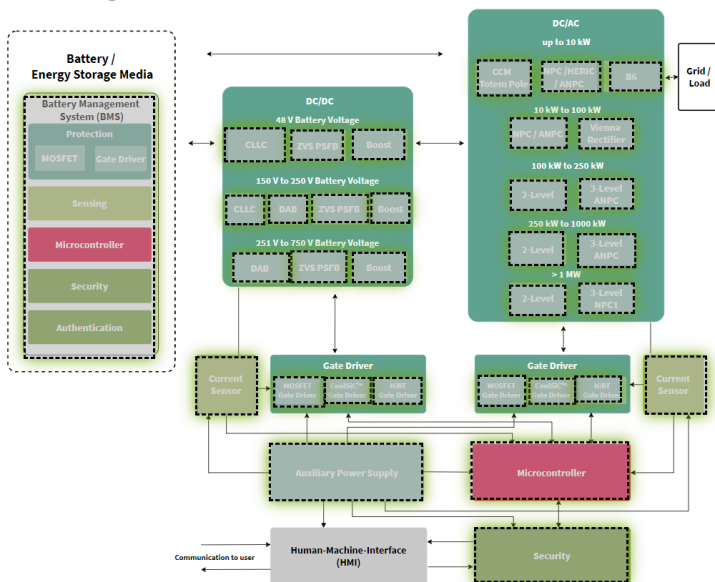 Battery /
Energy Storage Media
Battery Management
System (BMS)
Protection
MOSFET
Gate Driver
Sensing
Microcontroller
Security
Authentication
DC/DC
48 V Battery Voltage
CLLC
ZVS PSFB
Boost
150 V to 250 V Battery Voltage
CLLC
DAB
ZVS PSFB
Boost
251 V to 750 V Battery Voltage
DAB
ZVS PSFB
Boost
DC/AC
up to 10 kW
CCM
Totem Pole
NPC /HERIC
/ ANPC
B6
10 kW to 100 kW
NPC / ANPC
Vienna
Rectifier
100 kW to 250 kW
2-Level
3-Level
ANPC
250 kW to 1000 kW
2-Level
3-Level
ANPC
> 1 MW
2-Level
3-Level
NPC1
Grid /
Load
Current
Sensor
Gate Driver
MOSFET
Gate Driver
CoolSiC™
Gate Driver
IGBT
Gate Driver
Gate Driver
MOSFET
Gate Driver
CoolSiC™
Gate Driver
IGBT
Gate Driver
Current
Sensor
Auxiliary Power Supply
Microcontroller
Communication to user
Human-Machine-Interface
(HMI)
Security